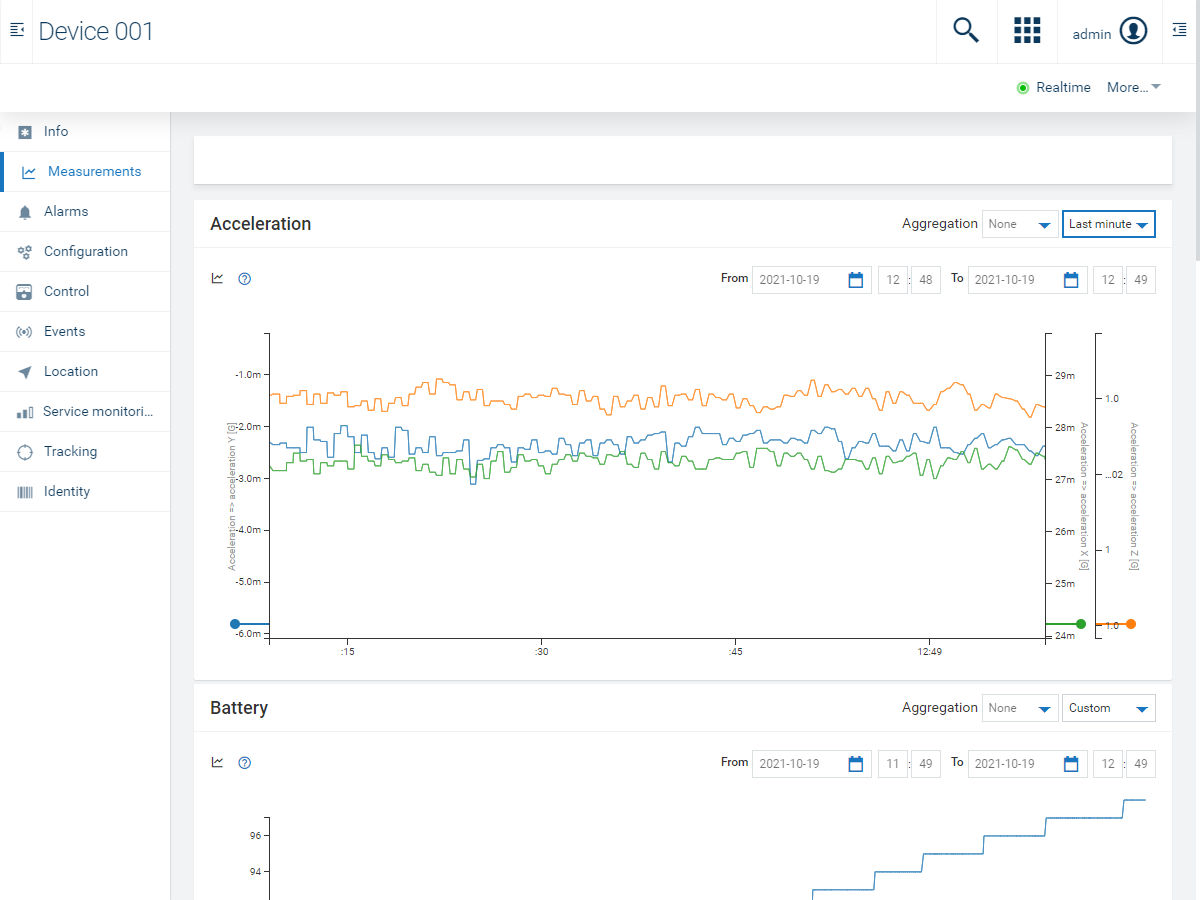 Device 001
admin
Realtime More...
Info
Measurements
Alarms
Configuration
Control
Events
Location
Service monitori...
Tracking
Identity
Acceleration
Aggregation None Last minute
From 2021-10-19 12 : 48 To 2021-10-19 12 : 49
-1.0m
-2.0m
-3.0m
-4.0m
-5.0m
-6.0m
Acceleration => acceleration Y [G]
:15 :30 :45 12:49
29m
28m
27m
26m
25m
24m
Acceleration => acceleration X [G]
1.0
...02
1
1.0
Acceleration => acceleration Z [G]
Battery
Aggregation None Custom
From 2021-10-19 11 : 49 To 2021-10-19 12 : 49
96
94